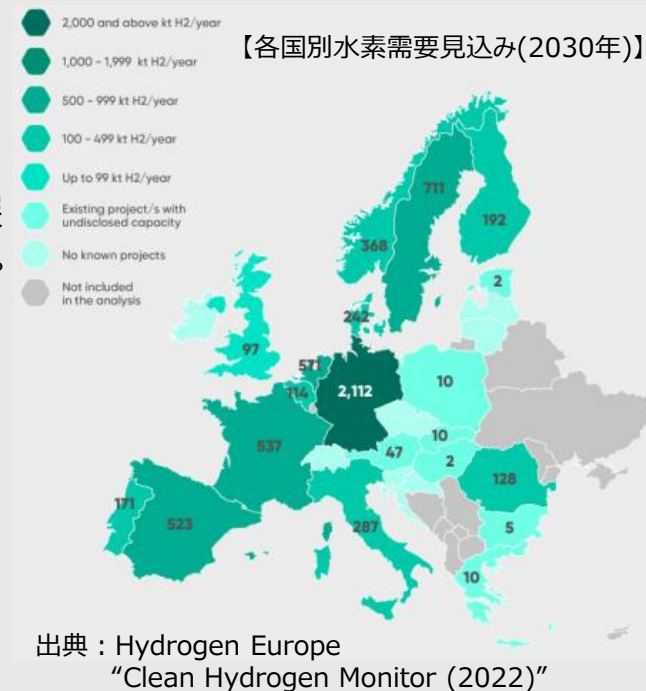 2,000 and above kt H2/year
【各国別水素需要見込み(2030年)】
1,000 - 1,999 kt H2/year
500 - 999 kt H2/year
100 - 499 kt H2/year
Up to 99 kt H2/year
Existing project/s with
undisclosed capacity
No known projects
Not included
in the analysis
711
192
368
2
242
97
571
114
2,112
10
10
47
2
537
128
171
523
287
5
10
出典：Hydrogen Europe
“Clean Hydrogen Monitor (2022)”